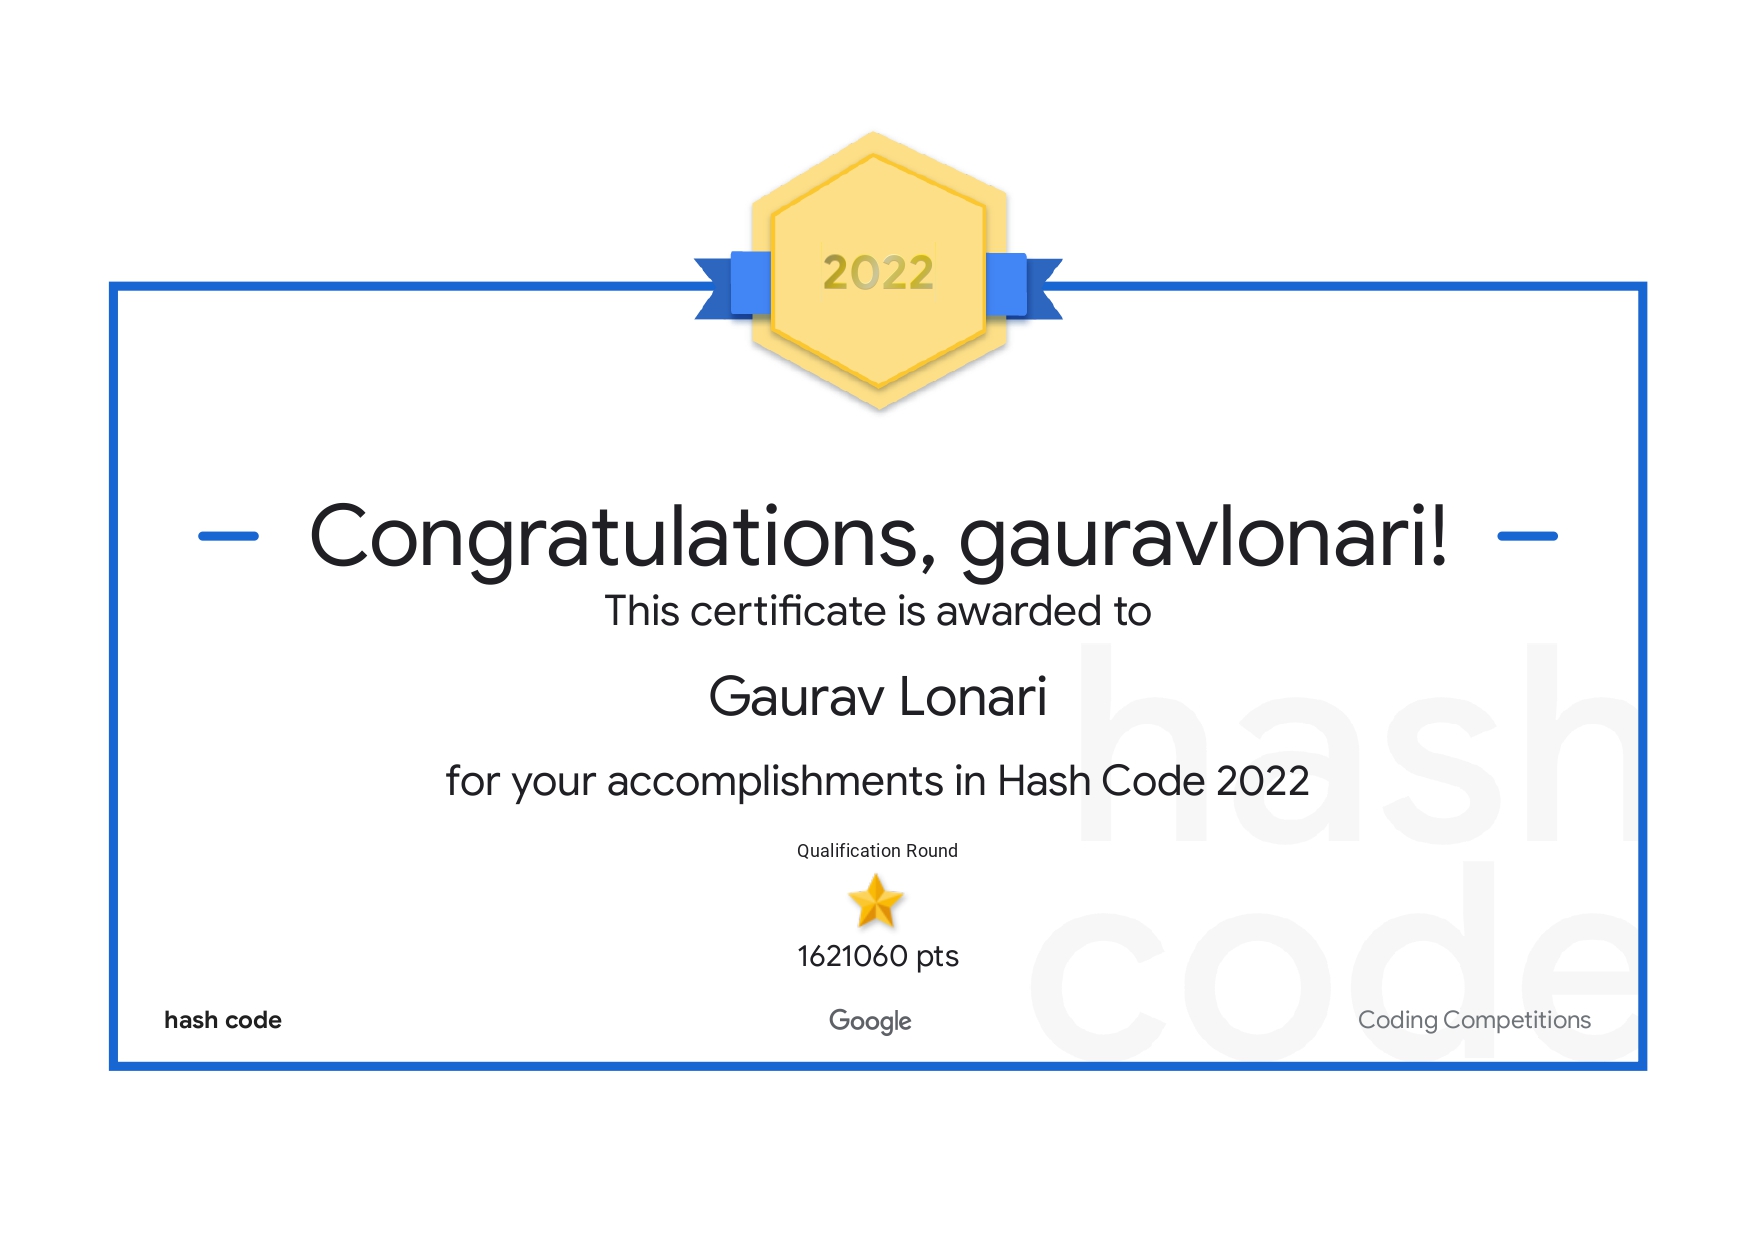 2022
Congratulations, gauravlonari!
This certificate is awarded to
Gaurav Lonari
for your accomplishments in Hash Code 2022
Qualification Round
1621060 pts
hash code
Google
Coding Competitions
hash
code